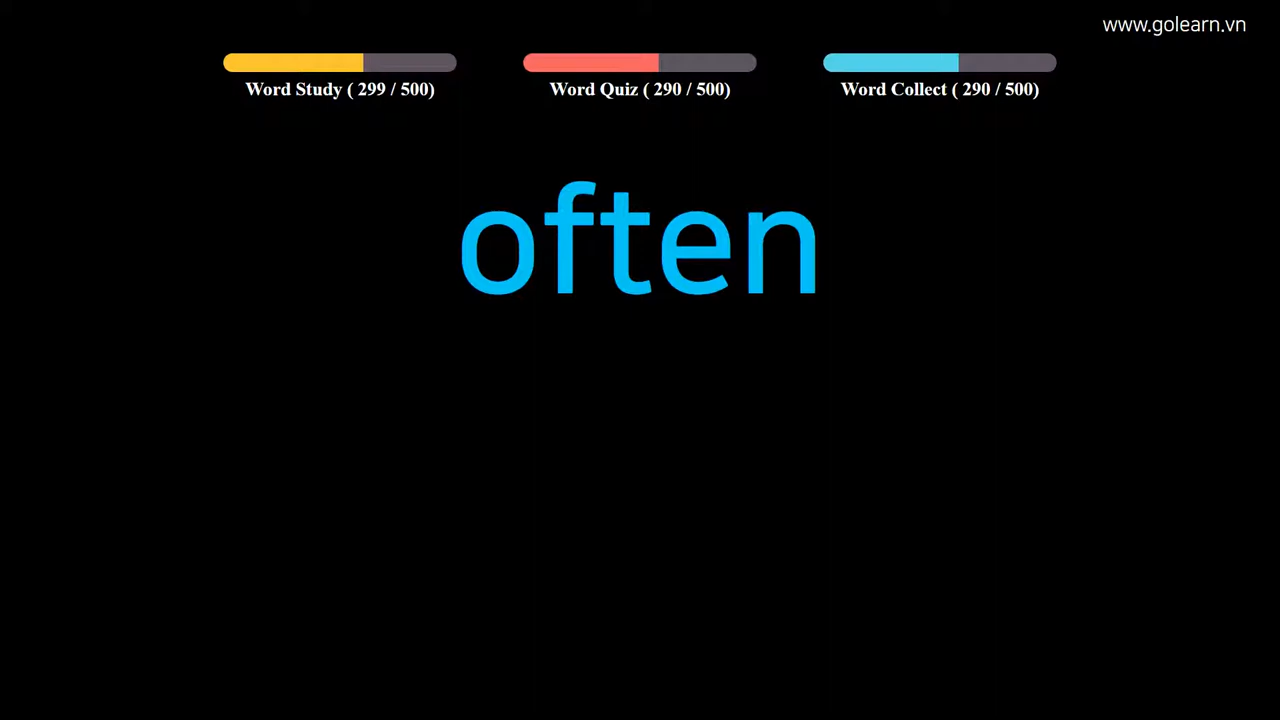 www.golearn.vn
Word Study ( 299 / 500)
Word Quiz ( 290 / 500)
Word Collect ( 290 / 500)
often